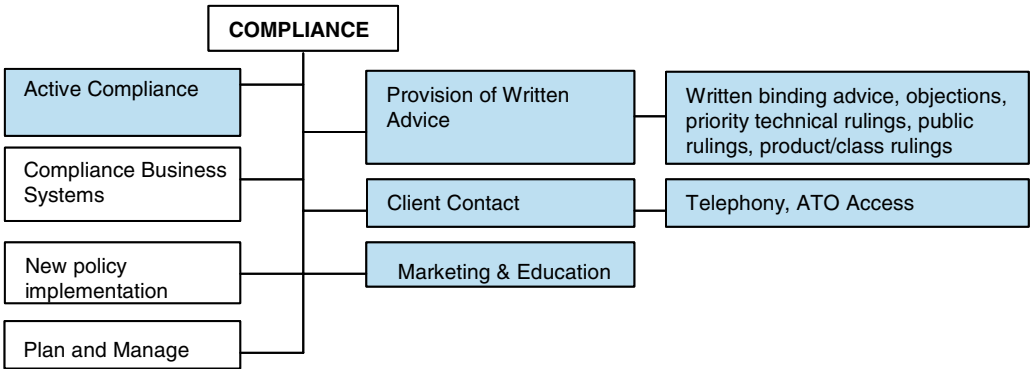 COMPLIANCE
Active Compliance
Provision of Written
Advice
Written binding advice, objections,
priority technical rulings, public
rulings, product/class rulings
Compliance Business
Systems
Client Contact
Telephony, ATO Access
New policy
implementation
Marketing & Education
Plan and Manage